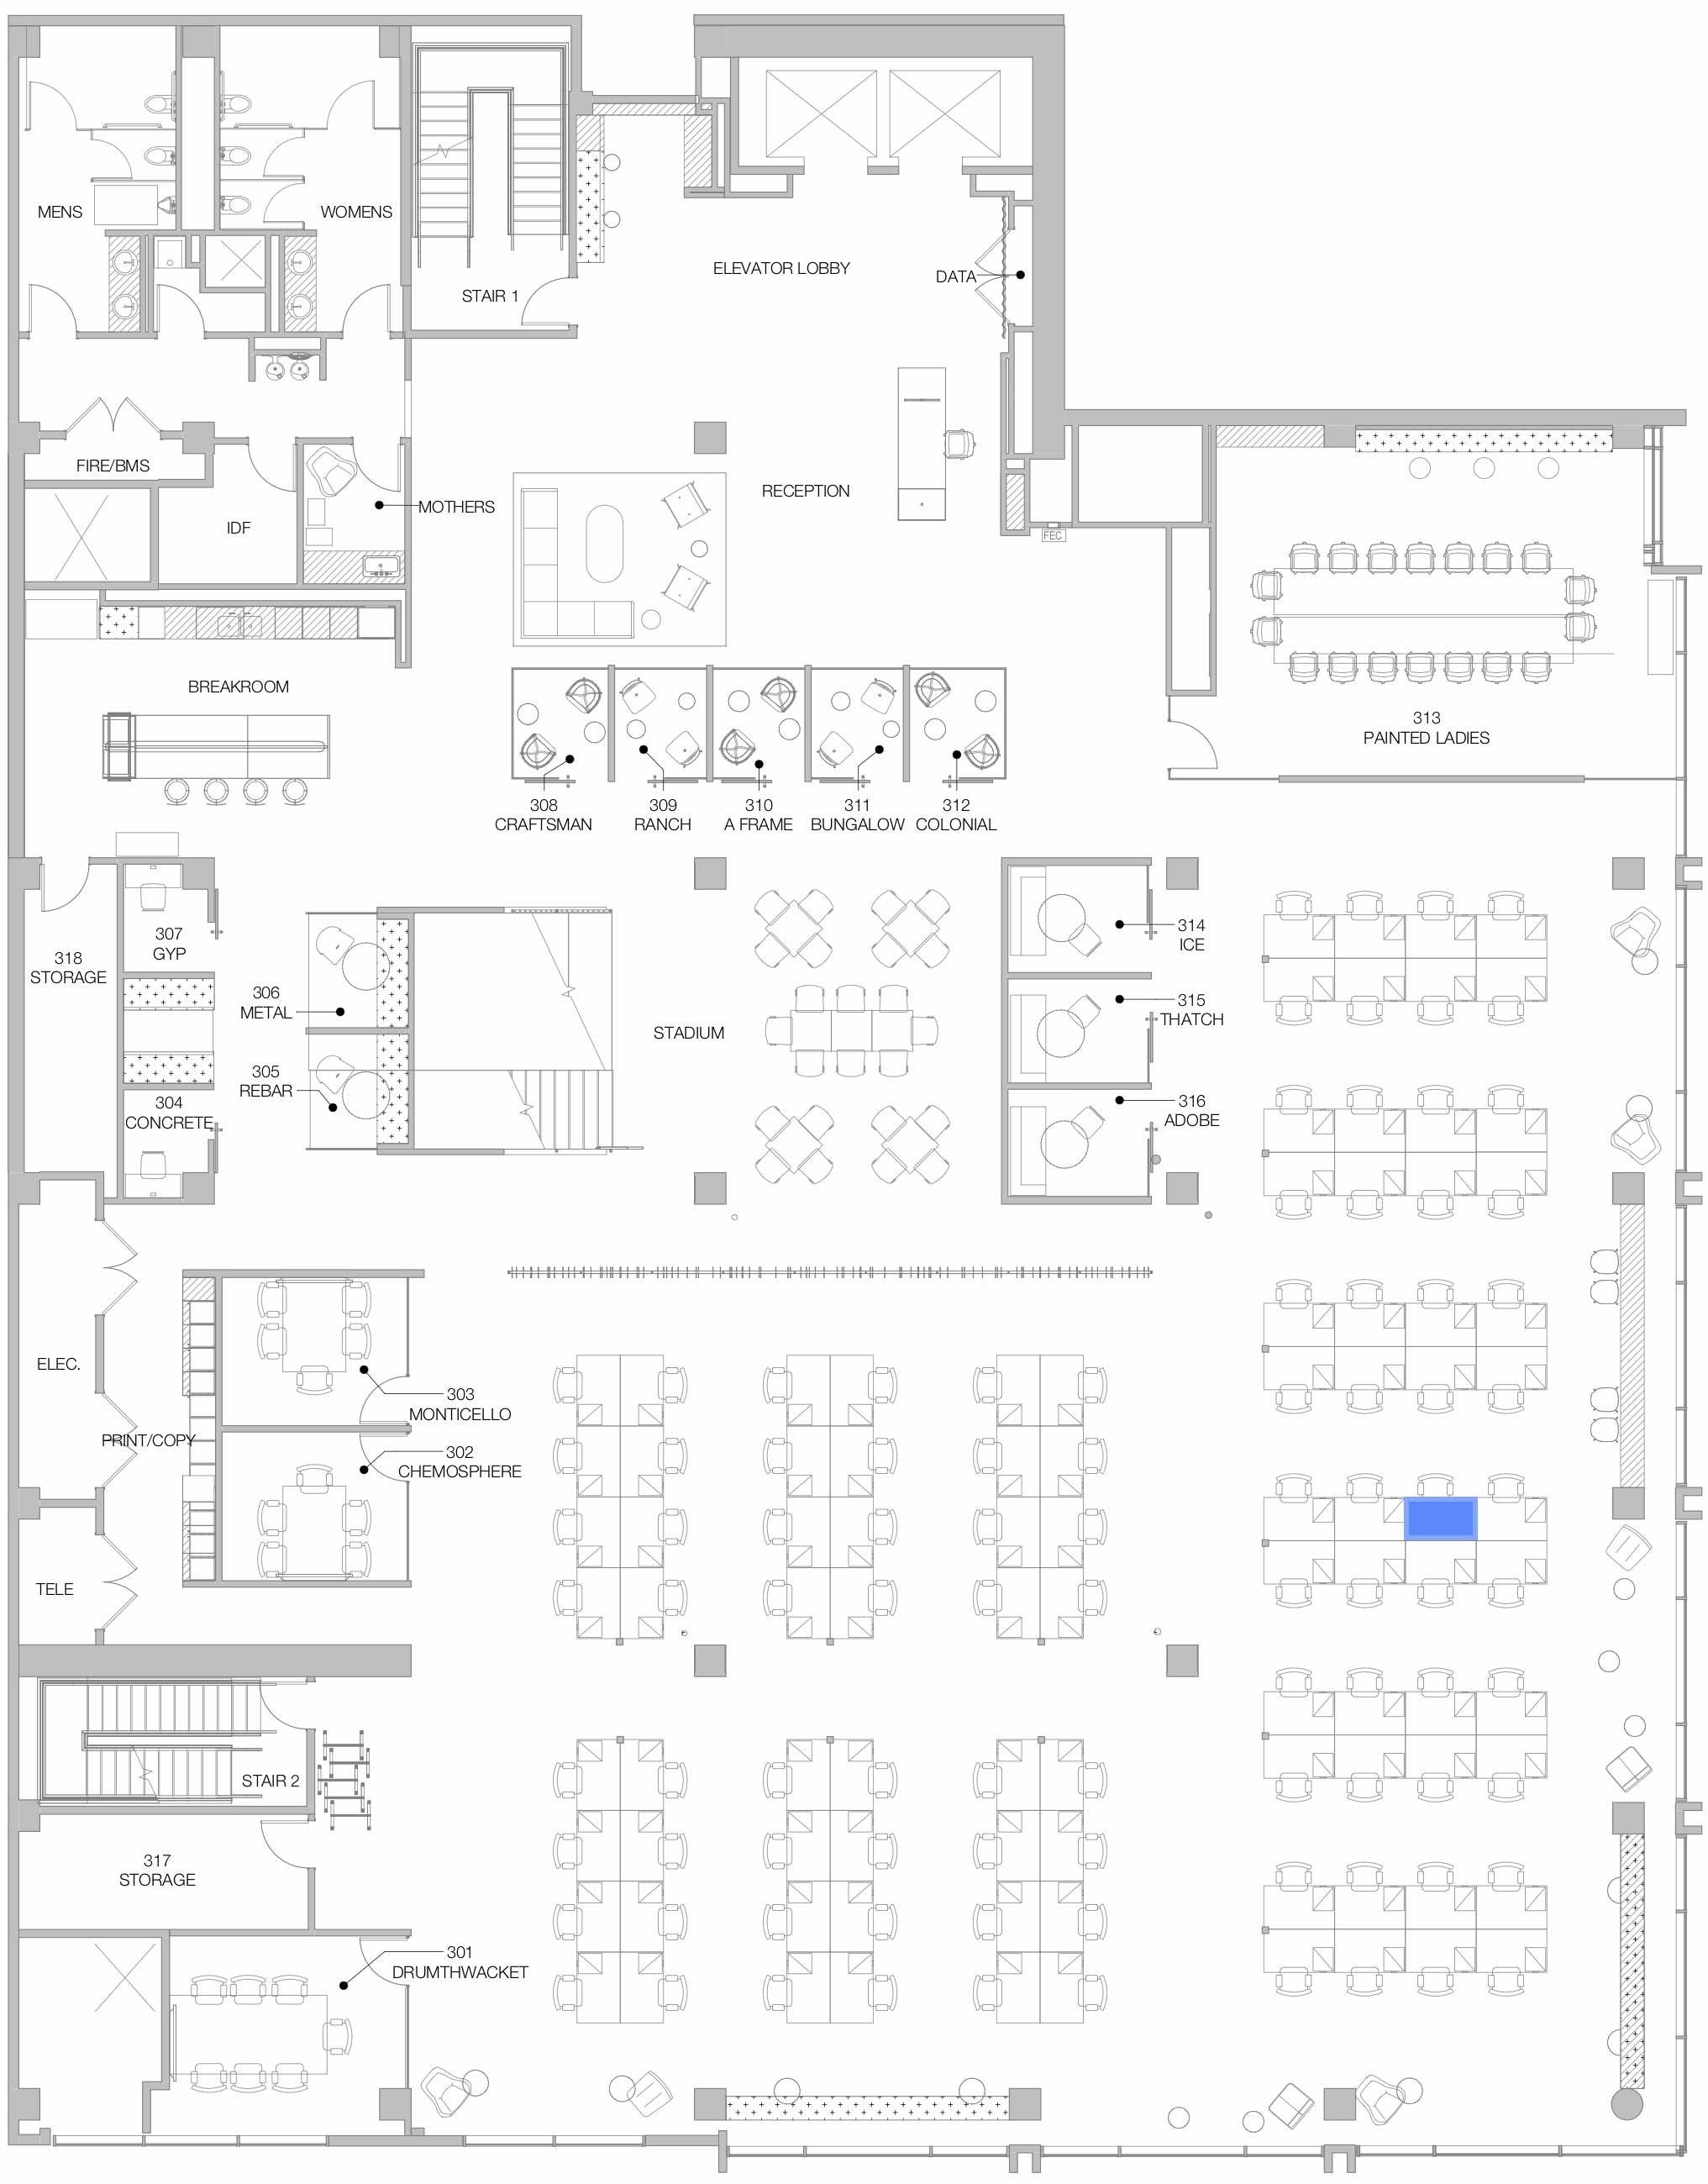 MENS
WOMENS
STAIR 1
ELEVATOR LOBBY
DATA
FIRE/BMS
IDF
MOTHERS
RECEPTION
FEC
BREAKROOM
313
PAINTED LADIES
308
CRAFTSMAN
309
RANCH
310
A FRAME
311
BUNGALOW
312
COLONIAL
307
GYP
318
STORAGE
306
METAL
305
REBAR
304
CONCRETE
STADIUM
314
ICE
315
THATCH
316
ADOBE
ELEC.
303
MONTICELLO
PRINT/COPY
302
CHEMOSPHERE
TELE
STAIR 2
317
STORAGE
301
DRUMTHWACKET